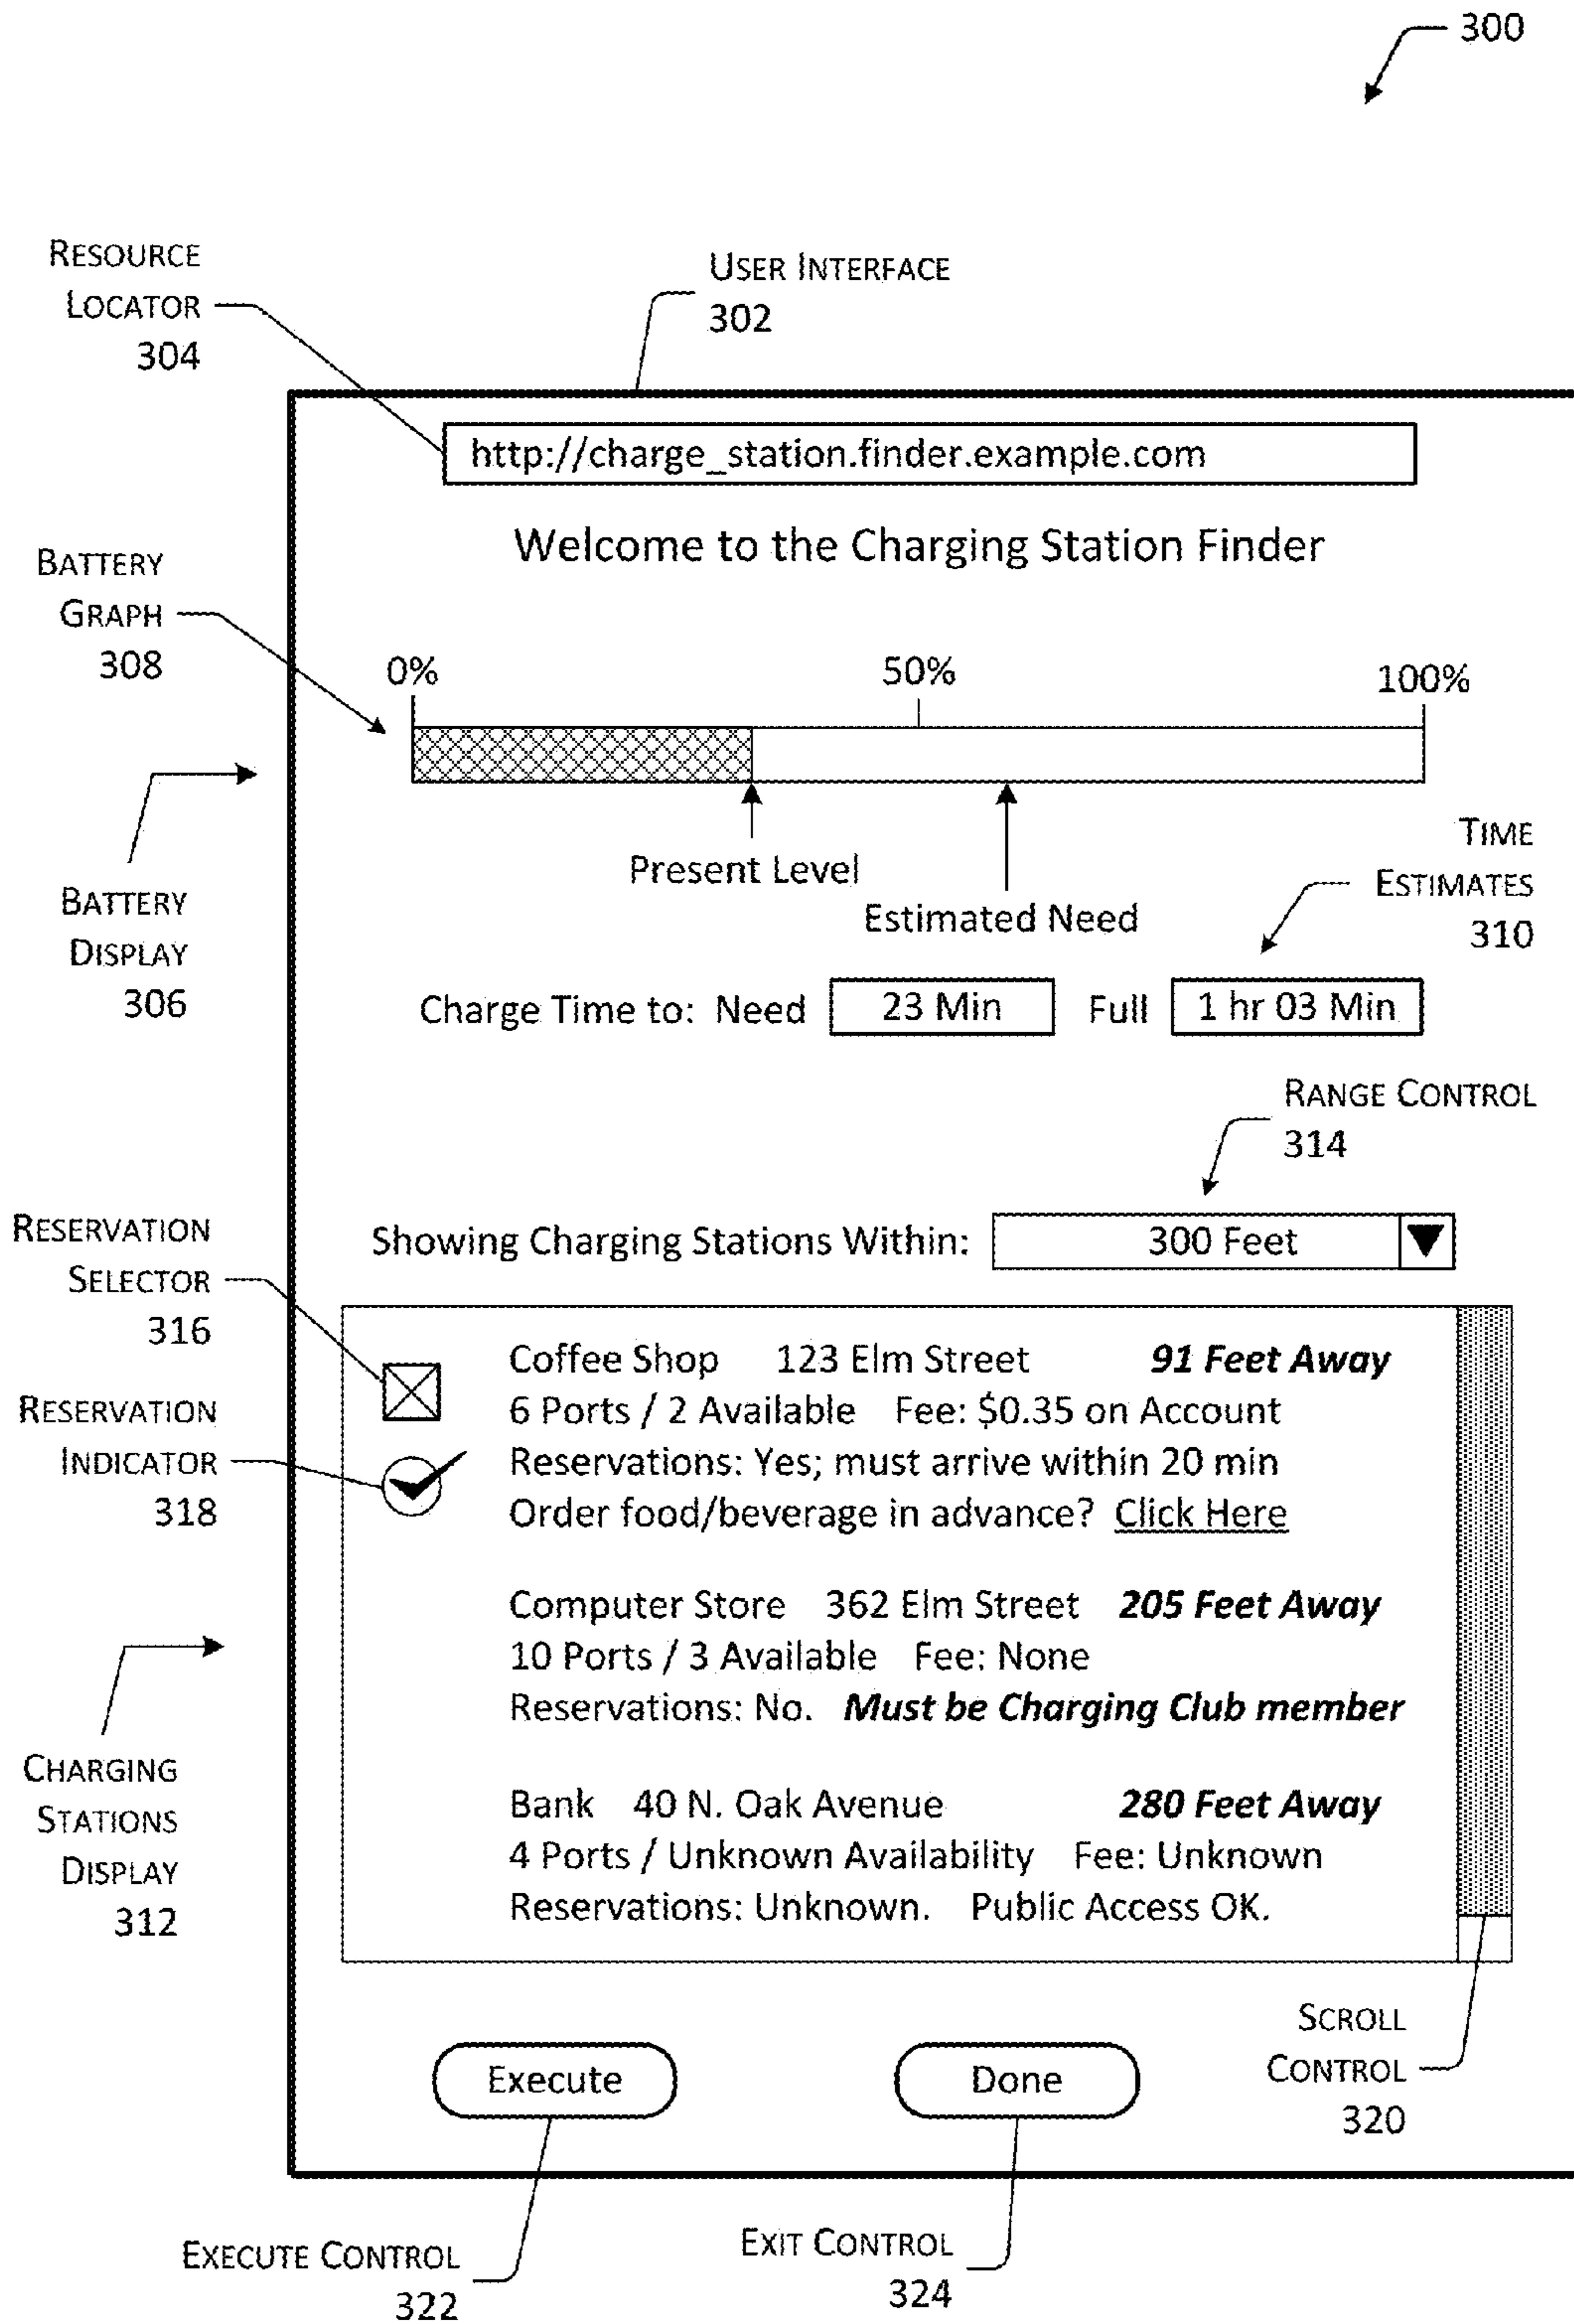 300
RESOURCE
LOCATOR
304
USER INTERFACE
302
http://charge_station.finder.example.com
Welcome to the Charging Station Finder
BATTERY
GRAPH
308
0% 50% 100%
Present Level
Estimated Need
BATTERY
DISPLAY
306
TIME
ESTIMATES
310
Charge Time to: Need 23 Min Full 1 hr 03 Min
RANGE CONTROL
314
Showing Charging Stations Within: 300 Feet
RESERVATION
SELECTOR
316
RESERVATION
INDICATOR
318
Coffee Shop 123 Elm Street 91 Feet Away
6 Ports / 2 Available Fee: $0.35 on Account
Reservations: Yes; must arrive within 20 min
Order food/beverage in advance? Click Here
Computer Store 362 Elm Street 205 Feet Away
10 Ports / 3 Available Fee: None
Reservations: No. Must be Charging Club member
CHARGING
STATIONS
DISPLAY
312
Bank 40 N. Oak Avenue 280 Feet Away
4 Ports / Unknown Availability Fee: Unknown
Reservations: Unknown. Public Access OK.
SCROLL
CONTROL
320
Execute Done
EXECUTE CONTROL
322
EXIT CONTROL
324